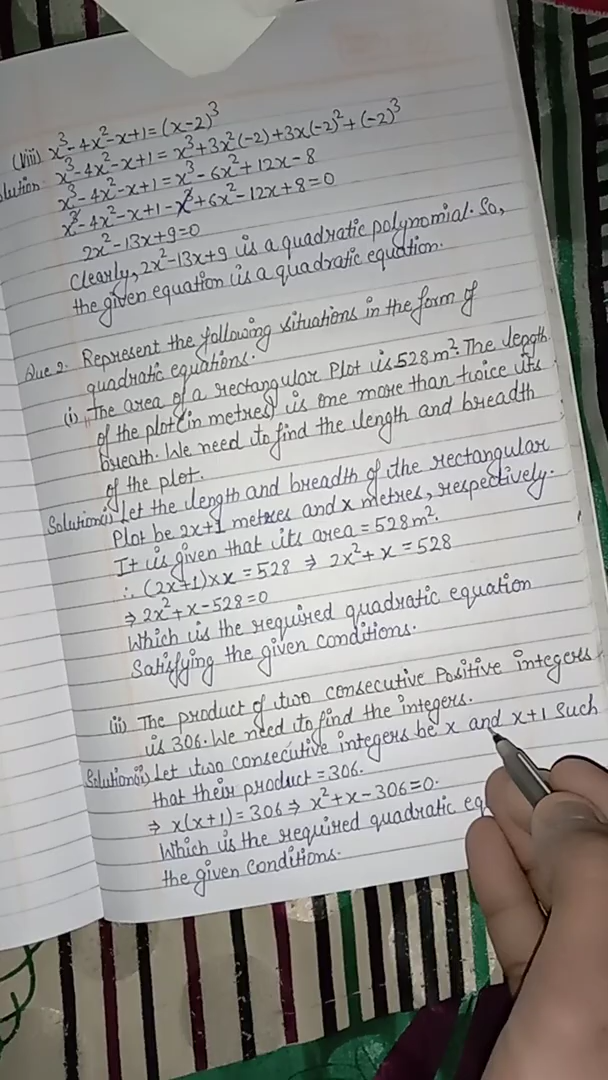 (viii) x³-4x²-x+1=(x-2)³
lution x³-4x²-x+1=x³+3x²(-2)+3x(-2)²+(-2)³
x³-4x²-x+1=x³-6x²+12x-8
x³-4x²-x+1-x³+6x²-12x+8=0
2x²-13x+9=0
Clearly, 2x²-13x+9 is a quadratic polynomial. So,
the given equation is a quadratic equation.
Que 2. Represent the following situations in the form of
quadratic equations.
(i) The area of a rectangular Plot is 528m². The length
of the plot (in metres) is one more than twice its
breath. We need to find the length and breadth
of the plot.
Solution(i) Let the length and breadth of the rectangular
Plot be 2x+1 metres and x metres, respectively.
It is given that its area = 528m².
∴ (2x+1)×x=528 ⇒ 2x²+x=528
⇒ 2x²+x-528=0
Which is the required quadratic equation
Satisfying the given conditions.
(ii) The product of two consecutive Positive integers
is 306. We need to find the integers.
Solution(ii) Let two consecutive integers be x and x+1 Such
that their product = 306.
⇒ x(x+1)=306 ⇒ x²+x-306=0.
Which is the required quadratic eq
the given Conditions.